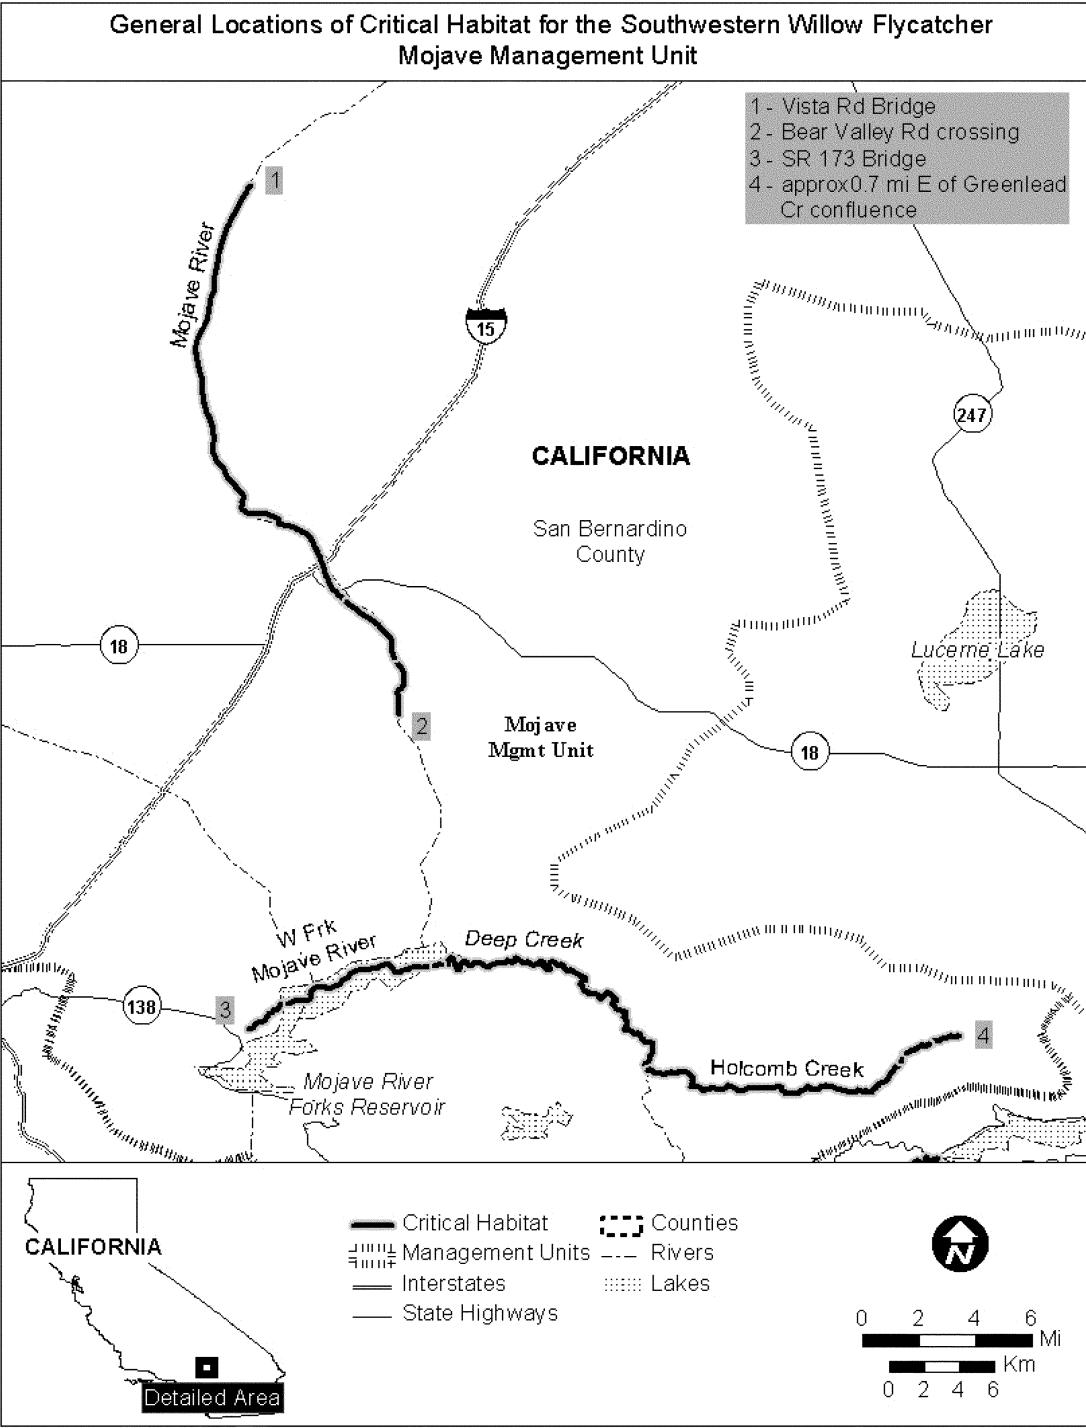 General Locations of Critical Habitat for the Southwestern Willow Flycatcher
Mojave Management Unit
1 - Vista Rd Bridge
2 - Bear Valley Rd crossing
3 - SR 173 Bridge
4 - approx0.7 mi E of Greenlead
Cr confluence
1
Mojave River
15
247
CALIFORNIA
San Bernardino
County
18
Lucerne Lake
2
Mojave
Mgmt Unit
18
W Frk
Mojave River
Deep Creek
138
3
4
Holcomb Creek
Mojave River
Forks Reservoir
CALIFORNIA
Detailed Area
Critical Habitat
Management Units
Interstates
State Highways
Counties
Rivers
Lakes
N
0 2 4 6
Mi
Km
0 2 4 6